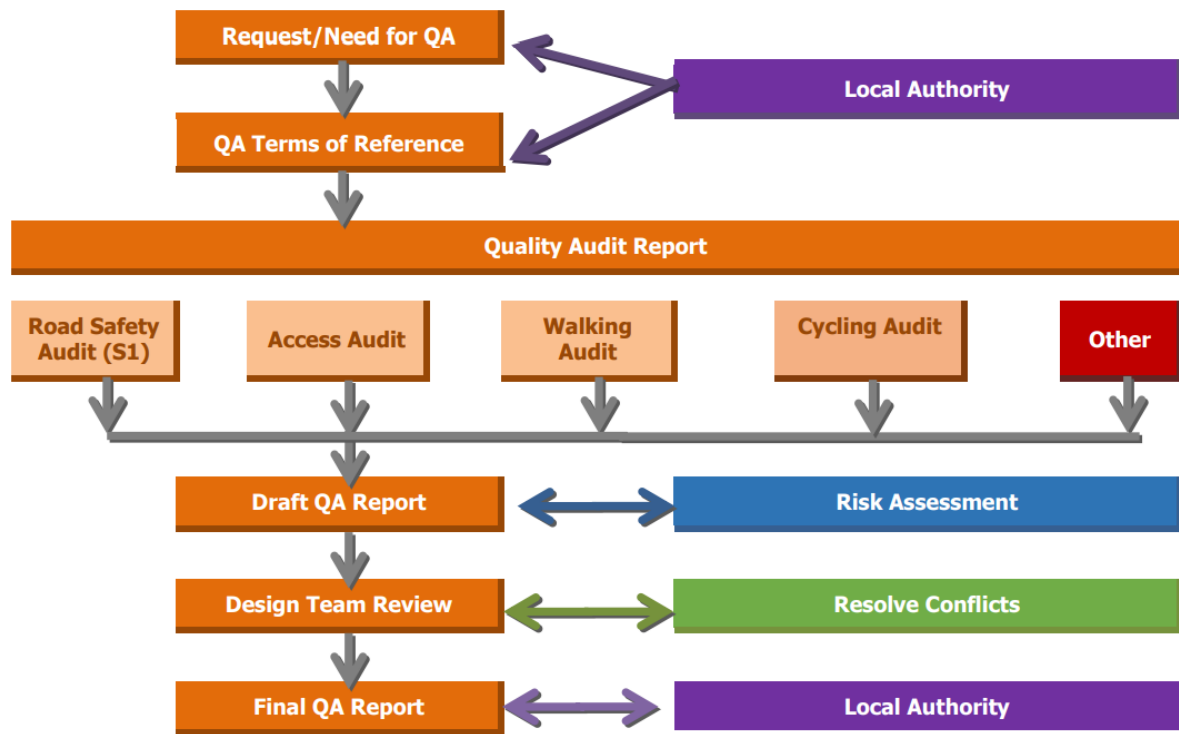 Request/Need for QA
Local Authority
QA Terms of Reference
Quality Audit Report
Road Safety
Audit (S1)
Access Audit
Walking
Audit
Cycling Audit
Other
Draft QA Report
Risk Assessment
Design Team Review
Resolve Conflicts
Final QA Report
Local Authority